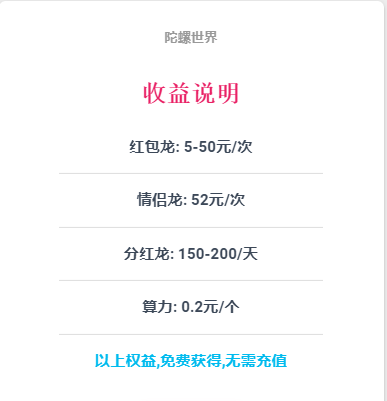 陀螺世界
收益说明
红包龙: 5-50元/次
情侣龙: 52元/次
分红龙: 150-200/天
算力: 0.2元/个
以上权益,免费获得,无需充值